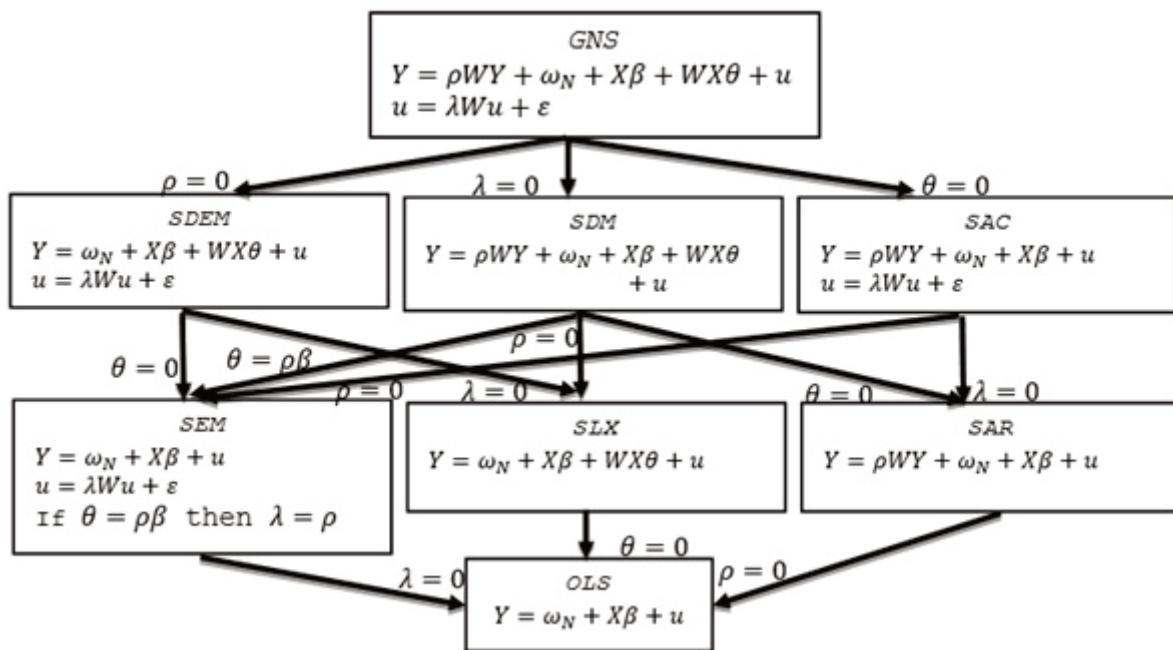 GNS
Y = ρWY + ω_N + Xβ + WXθ + u
u = λWu + ε
ρ = 0
λ = 0
θ = 0
SDEM
Y = ω_N + Xβ + WXθ + u
u = λWu + ε
SDM
Y = ρWY + ω_N + Xβ + WXθ
+ u
SAC
Y = ρWY + ω_N + Xβ + u
u = λWu + ε
θ = 0
θ = ρβ
ρ = 0
ρ = 0
λ = 0
θ = 0
λ = 0
SEM
Y = ω_N + Xβ + u
u = λWu + ε
If θ = ρβ then λ = ρ
SLX
Y = ω_N + Xβ + WXθ + u
SAR
Y = ρWY + ω_N + Xβ + u
λ = 0
θ = 0
ρ = 0
OLS
Y = ω_N + Xβ + u